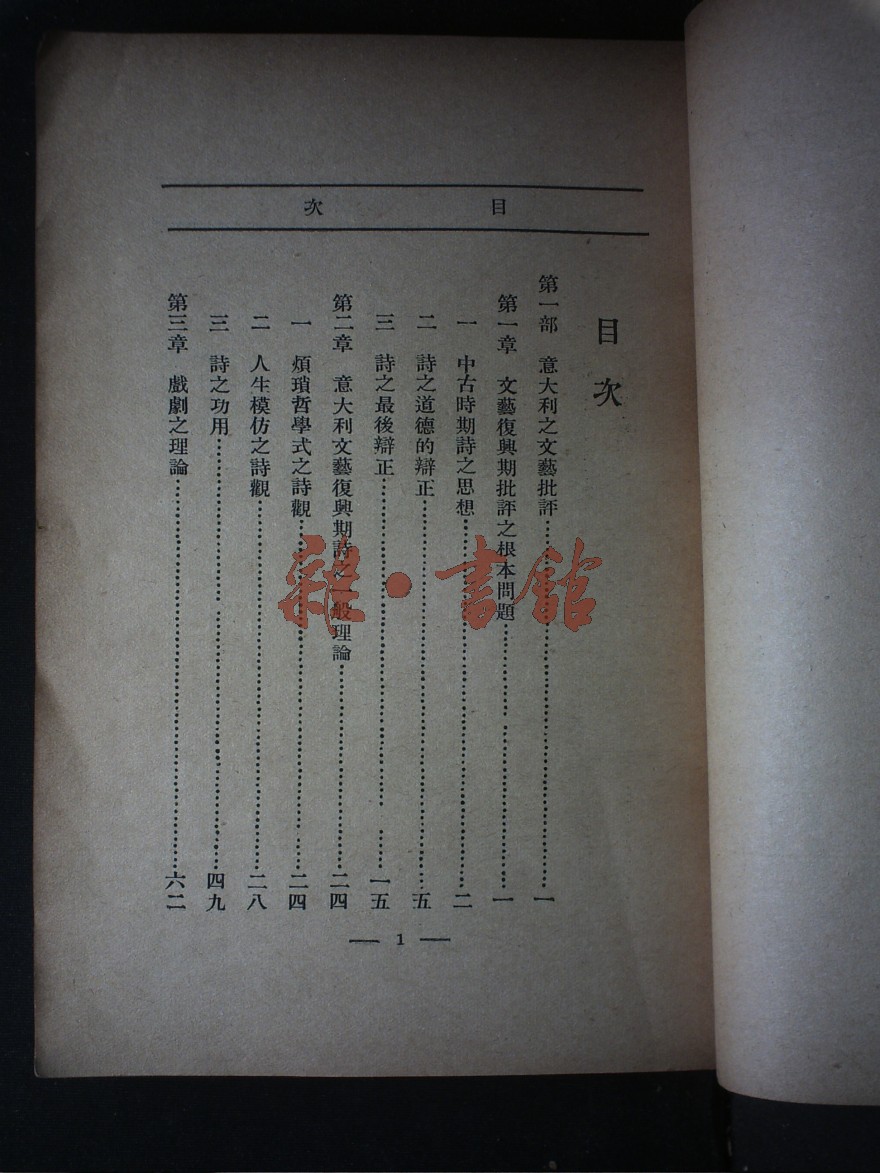 目次
目次
第一部 意大利之文藝批評……一
第一章 文藝復興期批評之根本問題……一
一 中古時期詩之思想……二
二 詩之道德的辯正……五
三 詩之最後辯正……一五
第二章 意大利文藝復興期詩之一般理論……二四
一 煩瑣哲學式之詩觀……二四
二 人生模仿之詩觀……二八
三 詩之功用……四九
第三章 戲劇之理論……六二
— 1 —
雜·書館